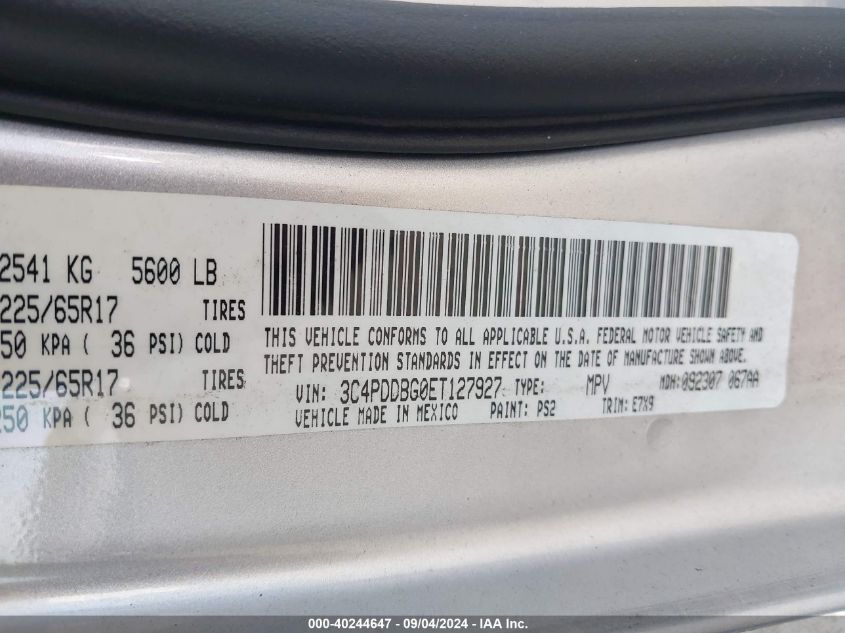 2541 KG 5600 LB
225/65R17 TIRES
250 KPA ( 36 PSI) COLD
225/65R17 TIRES
250 KPA ( 36 PSI) COLD
THIS VEHICLE CONFORMS TO ALL APPLICABLE U.S.A. FEDERAL MOTOR VEHICLE SAFETY AND
THEFT PREVENTION STANDARDS IN EFFECT ON THE DATE OF MANUFACTURE SHOWN ABOVE.
VIN: 3C4PDDBG0ET127927 TYPE: MPV MDH:092307 067AA
VEHICLE MADE IN MEXICO PAINT: PS2 TRIM: E7X9
000-40244647 - 09/04/2024 - IAA Inc.